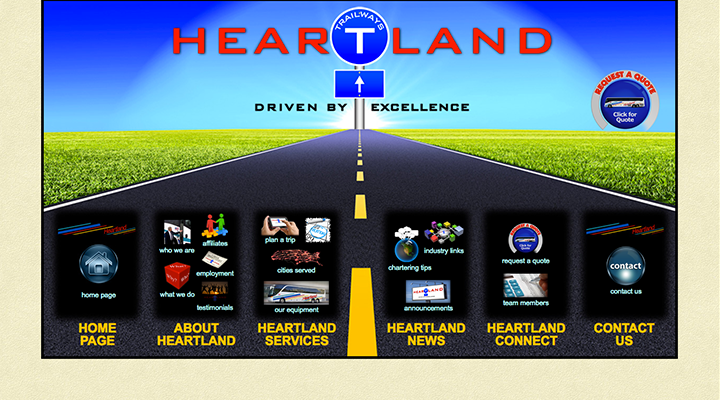 TRAILWAYS
HEARTLAND
DRIVEN BY EXCELLENCE
REQUEST A QUOTE
Click for
Quote
home page
who we are
affiliates
employment
what we do
testimonials
plan a trip
cities served
our equipment
chartering tips
industry links
announcements
request a quote
team members
contact
contact us
HOME
PAGE
ABOUT
HEARTLAND
HEARTLAND
SERVICES
HEARTLAND
NEWS
HEARTLAND
CONNECT
CONTACT
US